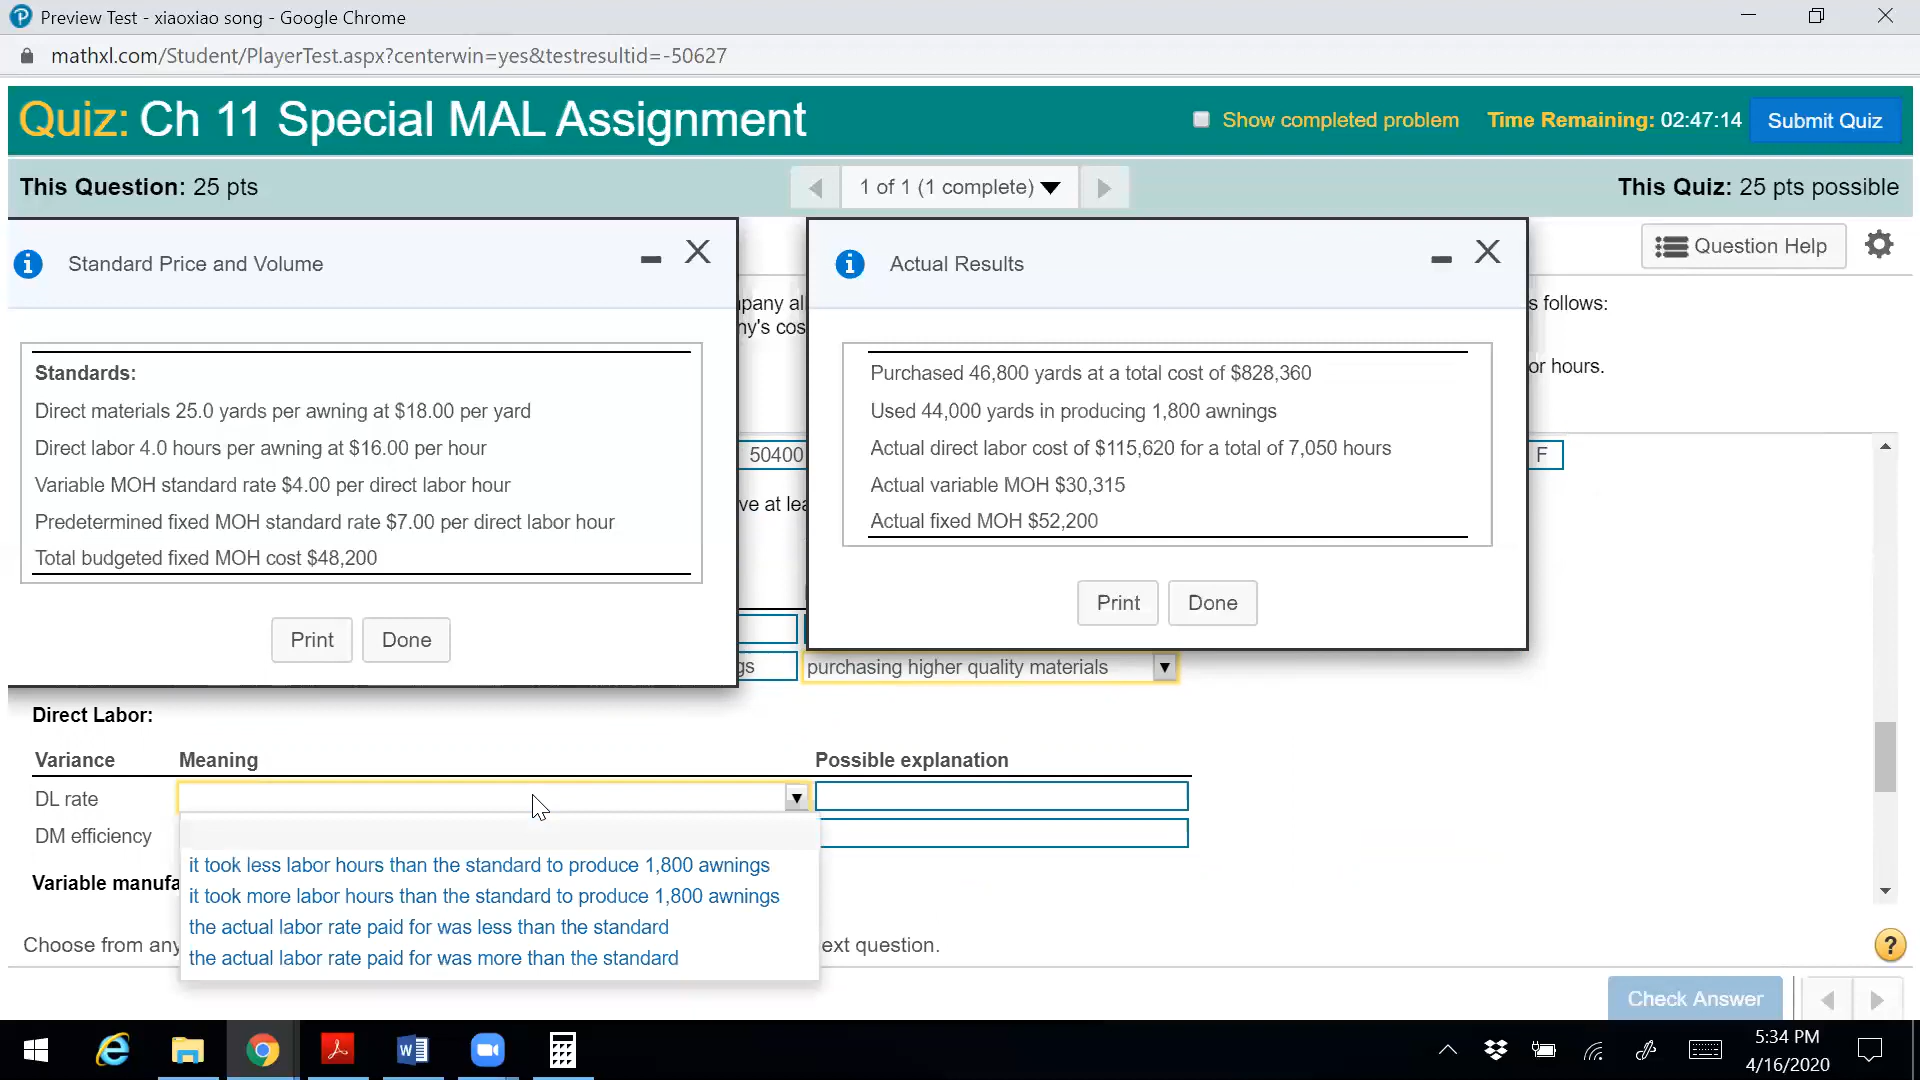 Preview Test - xiaoxiao song - Google Chrome
mathxl.com/Student/PlayerTest.aspx?centerwin=yes&testresultid=-50627
Quiz: Ch 11 Special MAL Assignment
Show completed problem
Time Remaining: 02:47:14
Submit Quiz
This Question: 25 pts
1 of 1 (1 complete)
This Quiz: 25 pts possible
Question Help
Standard Price and Volume
Standards:
Direct materials 25.0 yards per awning at $18.00 per yard
Direct labor 4.0 hours per awning at $16.00 per hour
Variable MOH standard rate $4.00 per direct labor hour
Predetermined fixed MOH standard rate $7.00 per direct labor hour
Total budgeted fixed MOH cost $48,200
Print
Done
Actual Results
Purchased 46,800 yards at a total cost of $828,360
Used 44,000 yards in producing 1,800 awnings
Actual direct labor cost of $115,620 for a total of 7,050 hours
Actual variable MOH $30,315
Actual fixed MOH $52,200
Print
Done
follows:
hours.
50400
F
purchasing higher quality materials
Direct Labor:
Variance Meaning Possible explanation
DL rate
DM efficiency
it took less labor hours than the standard to produce 1,800 awnings
it took more labor hours than the standard to produce 1,800 awnings
the actual labor rate paid for was less than the standard
the actual labor rate paid for was more than the standard
Variable
Choose from any
question.
?
Check Answer
5:34 PM
4/16/2020